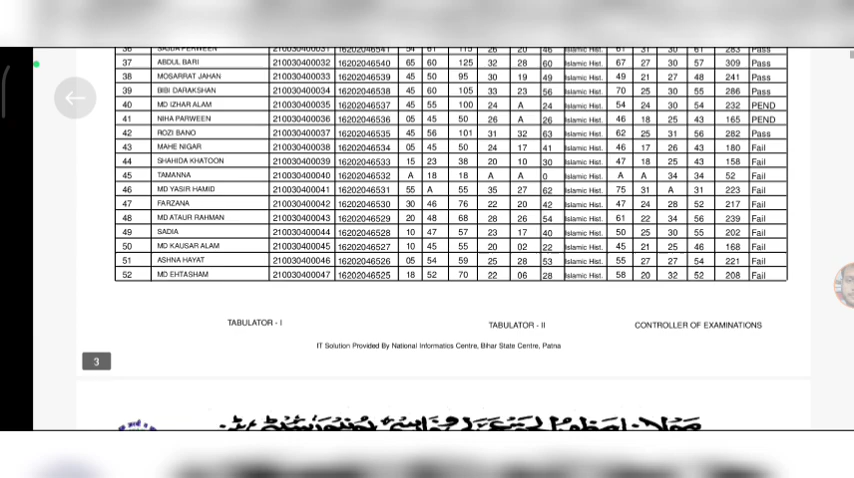 37 ABDUL BARI 210030400032 16202046540 65 60 125 32 28 60 Islamic Hist. 67 27 30 57 309 Pass
38 MOSARRAT JAHAN 210030400033 16202046539 45 50 95 30 19 49 Islamic Hist. 49 21 27 48 241 Pass
39 BIBI DARAKSHAN 210030400034 16202046538 45 60 105 33 23 56 Islamic Hist. 70 25 30 55 286 Pass
40 MD IZHAR ALAM 210030400035 16202046537 45 55 100 24 A 24 Islamic Hist. 54 24 30 54 232 PEND
41 NIHA PARWEEN 210030400036 16202046536 05 45 50 26 A 26 Islamic Hist. 46 18 25 43 165 PEND
42 ROZI BANO 210030400037 16202046535 45 56 101 31 32 63 Islamic Hist. 62 25 31 56 282 Pass
43 MAHE NIGAR 210030400038 16202046534 05 45 50 24 17 41 Islamic Hist. 46 17 26 43 180 Fail
44 SHAHIDA KHATOON 210030400039 16202046533 15 23 38 20 10 30 Islamic Hist. 47 18 25 43 158 Fail
45 TAMANNA 210030400040 16202046532 A 18 18 A A 0 Islamic Hist. A A 34 34 52 Fail
46 MD YASIR HAMID 210030400041 16202046531 55 A 55 35 27 62 Islamic Hist. 75 31 A 31 223 Fail
47 FARZANA 210030400042 16202046530 30 46 76 22 20 42 Islamic Hist. 47 24 28 52 217 Fail
48 MD ATAUR RAHMAN 210030400043 16202046529 20 48 68 28 26 54 Islamic Hist. 61 22 34 56 239 Fail
49 SADIA 210030400044 16202046528 10 47 57 23 17 40 Islamic Hist. 50 25 30 55 202 Fail
50 MD KAUSAR ALAM 210030400045 16202046527 10 45 55 20 02 22 Islamic Hist. 45 21 25 46 168 Fail
51 ASHNA HAYAT 210030400046 16202046526 05 54 59 25 28 53 Islamic Hist. 55 27 27 54 221 Fail
52 MD EHTASHAM 210030400047 16202046525 18 52 70 22 06 28 Islamic Hist. 58 20 32 52 208 Fail
TABULATOR - I TABULATOR - II CONTROLLER OF EXAMINATIONS
IT Solution Provided By National Informatics Centre, Bihar State Centre, Patna
3